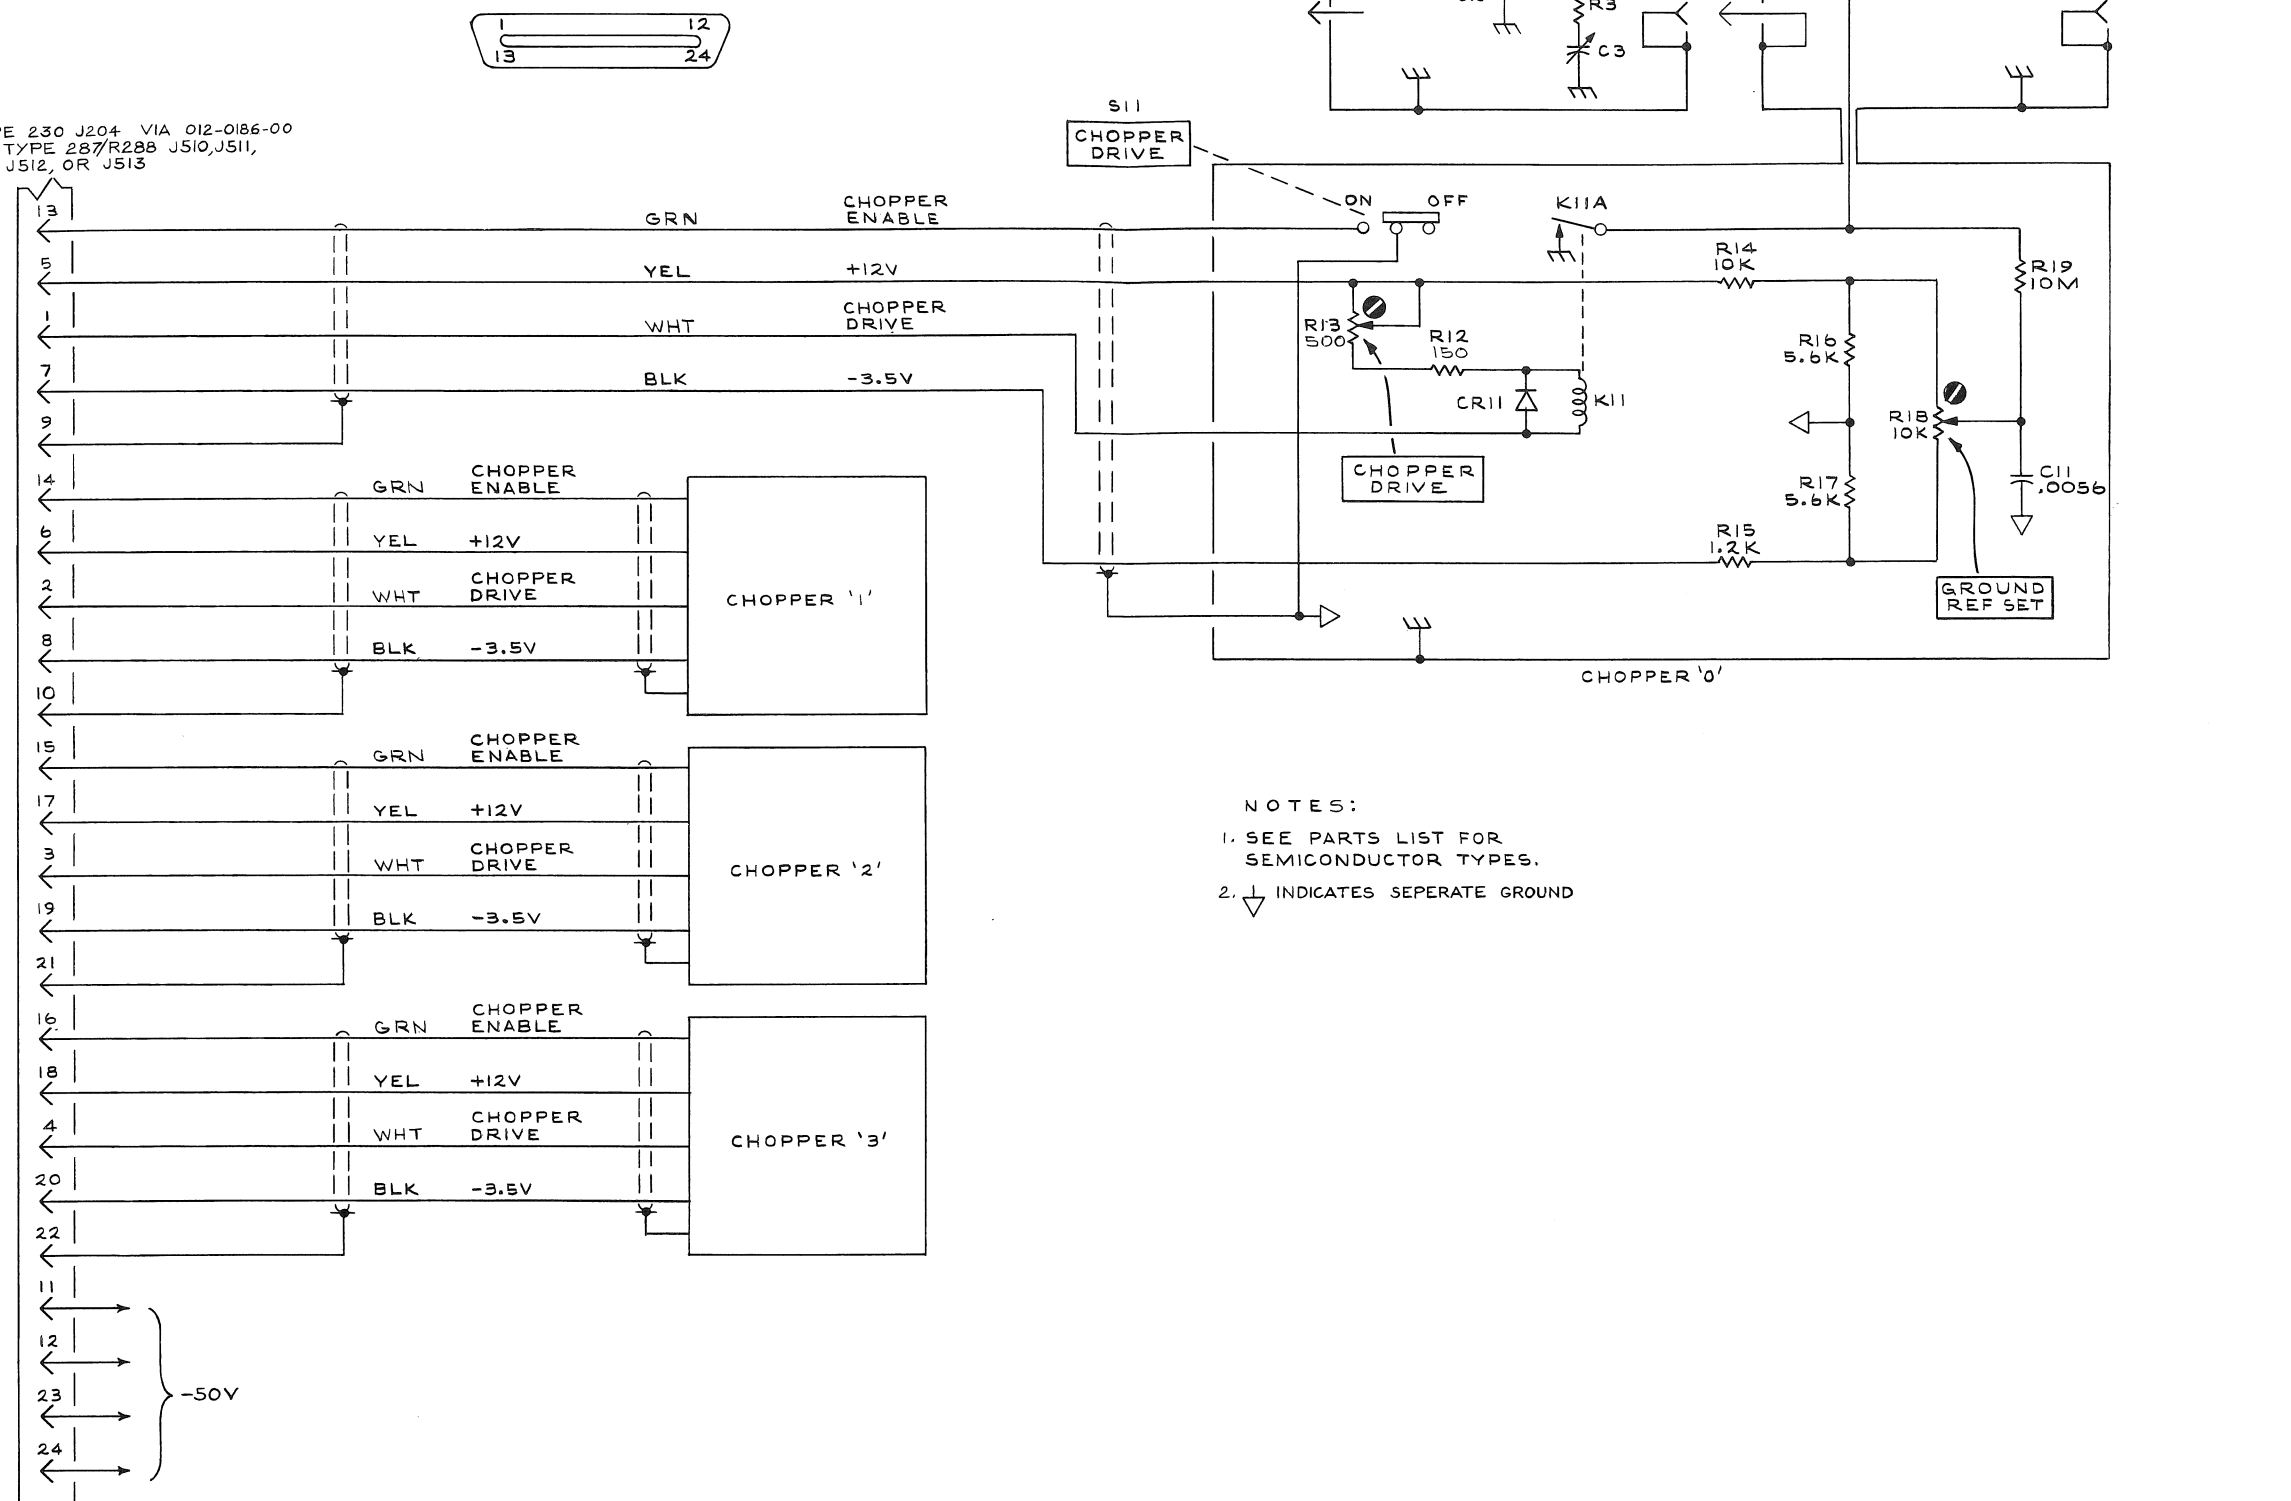 1 12
13 24
R3
C3
PE 230 J204 VIA 012-0186-00
TYPE 287/R288 J510,J511,
J512, OR J513
S11
CHOPPER
DRIVE
13
GRN
CHOPPER
ENABLE
ON
OFF
K11A
5
YEL
+12V
R14
10K
R19
10M
1
WHT
CHOPPER
DRIVE
R13
500
R12
150
R16
5.6K
7
BLK
-3.5V
CR11
K11
R18
10K
9
CHOPPER
DRIVE
R17
5.6K
C11
.0056
R15
1.2K
GROUND
REF SET
CHOPPER '0'
14
GRN
CHOPPER
ENABLE
6
YEL
+12V
2
WHT
CHOPPER
DRIVE
CHOPPER '1'
8
BLK
-3.5V
10
15
GRN
CHOPPER
ENABLE
17
YEL
+12V
3
WHT
CHOPPER
DRIVE
CHOPPER '2'
19
BLK
-3.5V
21
NOTES:
1. SEE PARTS LIST FOR
SEMICONDUCTOR TYPES.
2. INDICATES SEPERATE GROUND
16
GRN
CHOPPER
ENABLE
18
YEL
+12V
4
WHT
CHOPPER
DRIVE
CHOPPER '3'
20
BLK
-3.5V
22
11
12
23
24
-50V